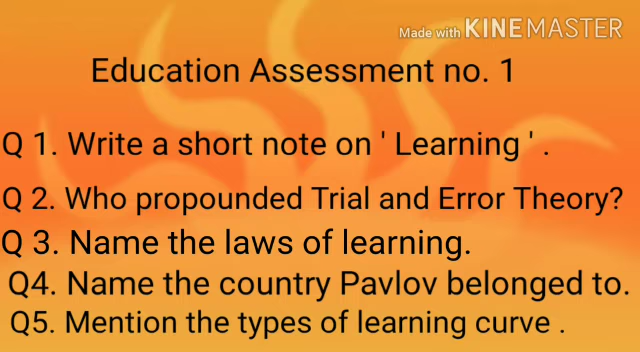 Made with KINEMASTER
Education Assessment no. 1
Q 1. Write a short note on ' Learning ' .
Q 2. Who propounded Trial and Error Theory?
Q 3. Name the laws of learning.
Q4. Name the country Pavlov belonged to.
Q5. Mention the types of learning curve .